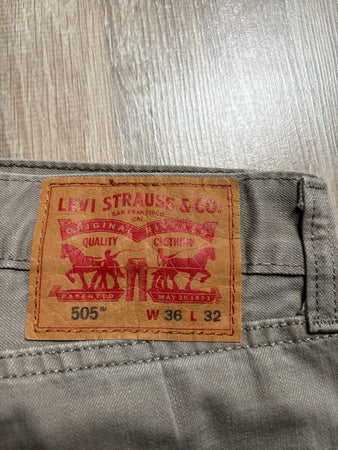 LEVI STRAUSS & CO.
SAN FRANCISCO
CAL.
ORIGINAL RIVETED
QUALITY CLOTHING
PATENTED MAY 20 1873
505™ W 36 L 32